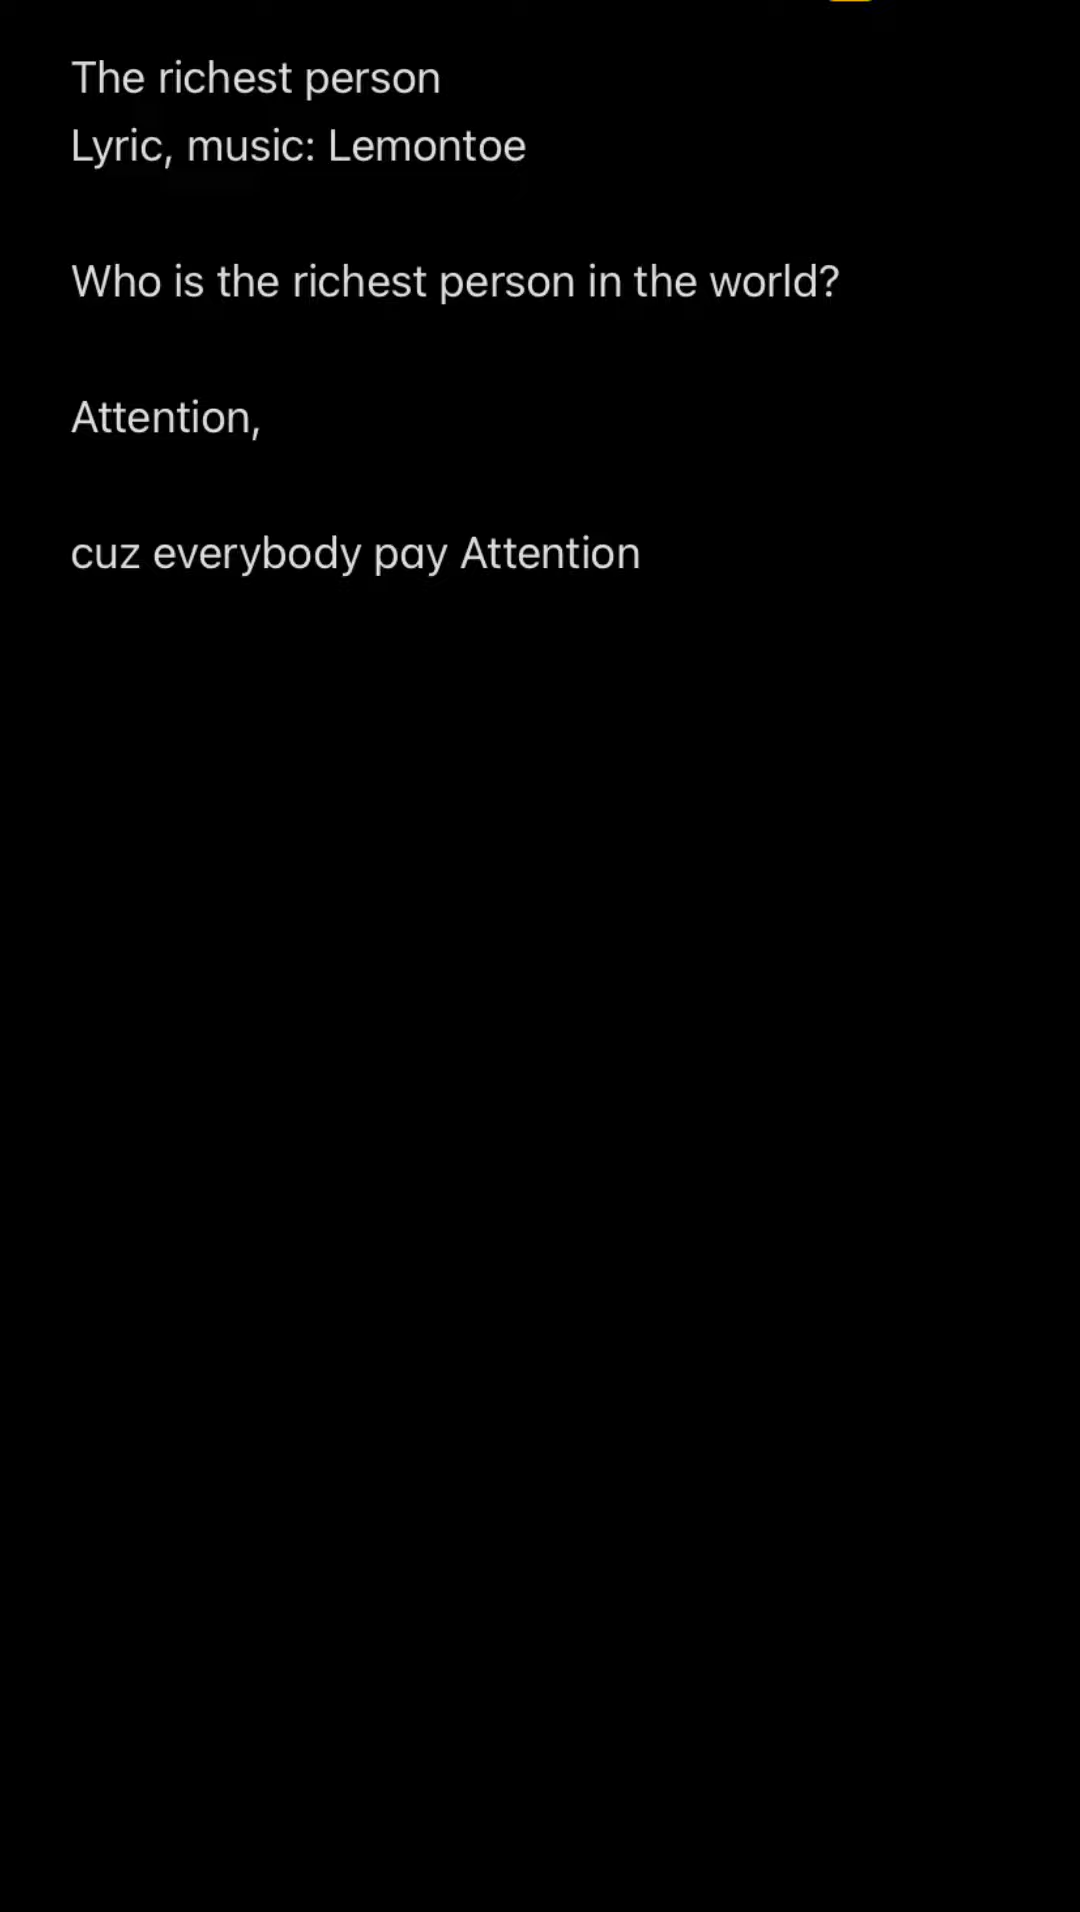 The richest person
Lyric, music: Lemontoe
Who is the richest person in the world?
Attention,
cuz everybody pay Attention